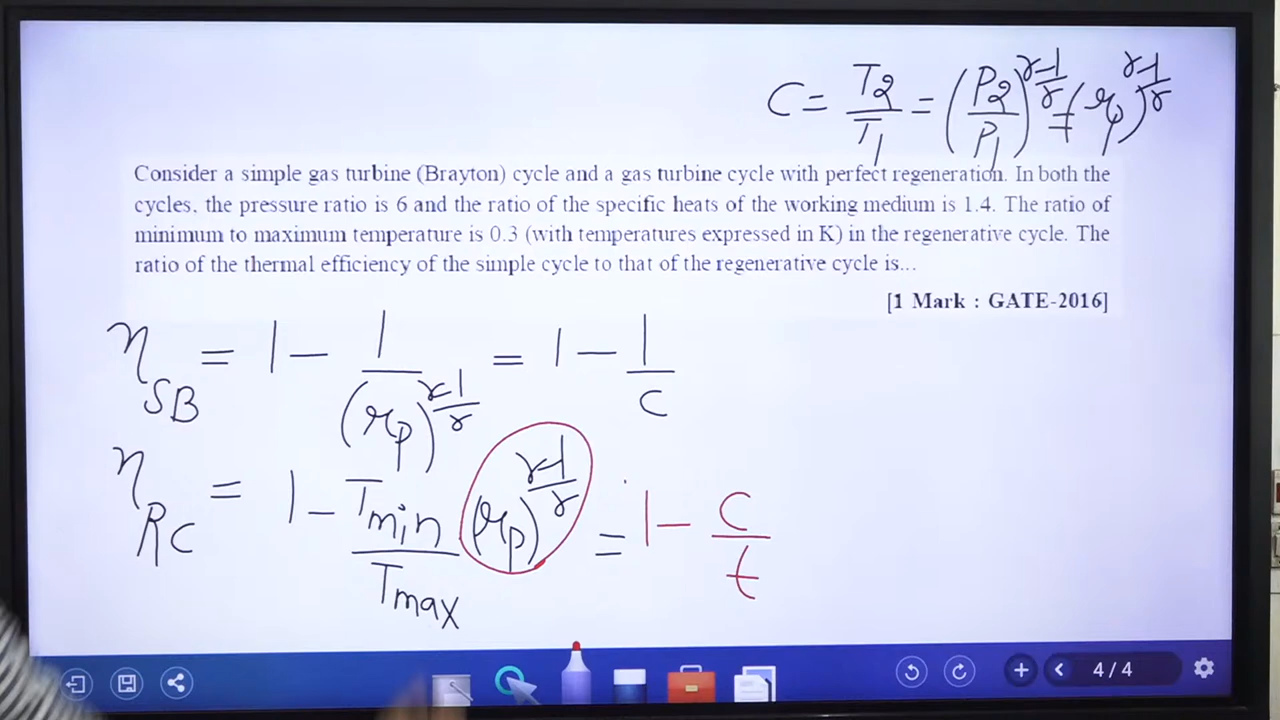 C = T2/T1 = (P2/P1)^(γ-1/γ) = (rp)^(γ-1/γ)
Consider a simple gas turbine (Brayton) cycle and a gas turbine cycle with perfect regeneration. In both the
cycles, the pressure ratio is 6 and the ratio of the specific heats of the working medium is 1.4. The ratio of
minimum to maximum temperature is 0.3 (with temperatures expressed in K) in the regenerative cycle. The
ratio of the thermal efficiency of the simple cycle to that of the regenerative cycle is...
[1 Mark : GATE-2016]
η SB = 1 - 1/(rp)^(γ-1/γ) = 1 - 1/C
η RC = 1 - Tmin/Tmax (rp)^(γ-1/γ) = 1 - C/t
4 / 4